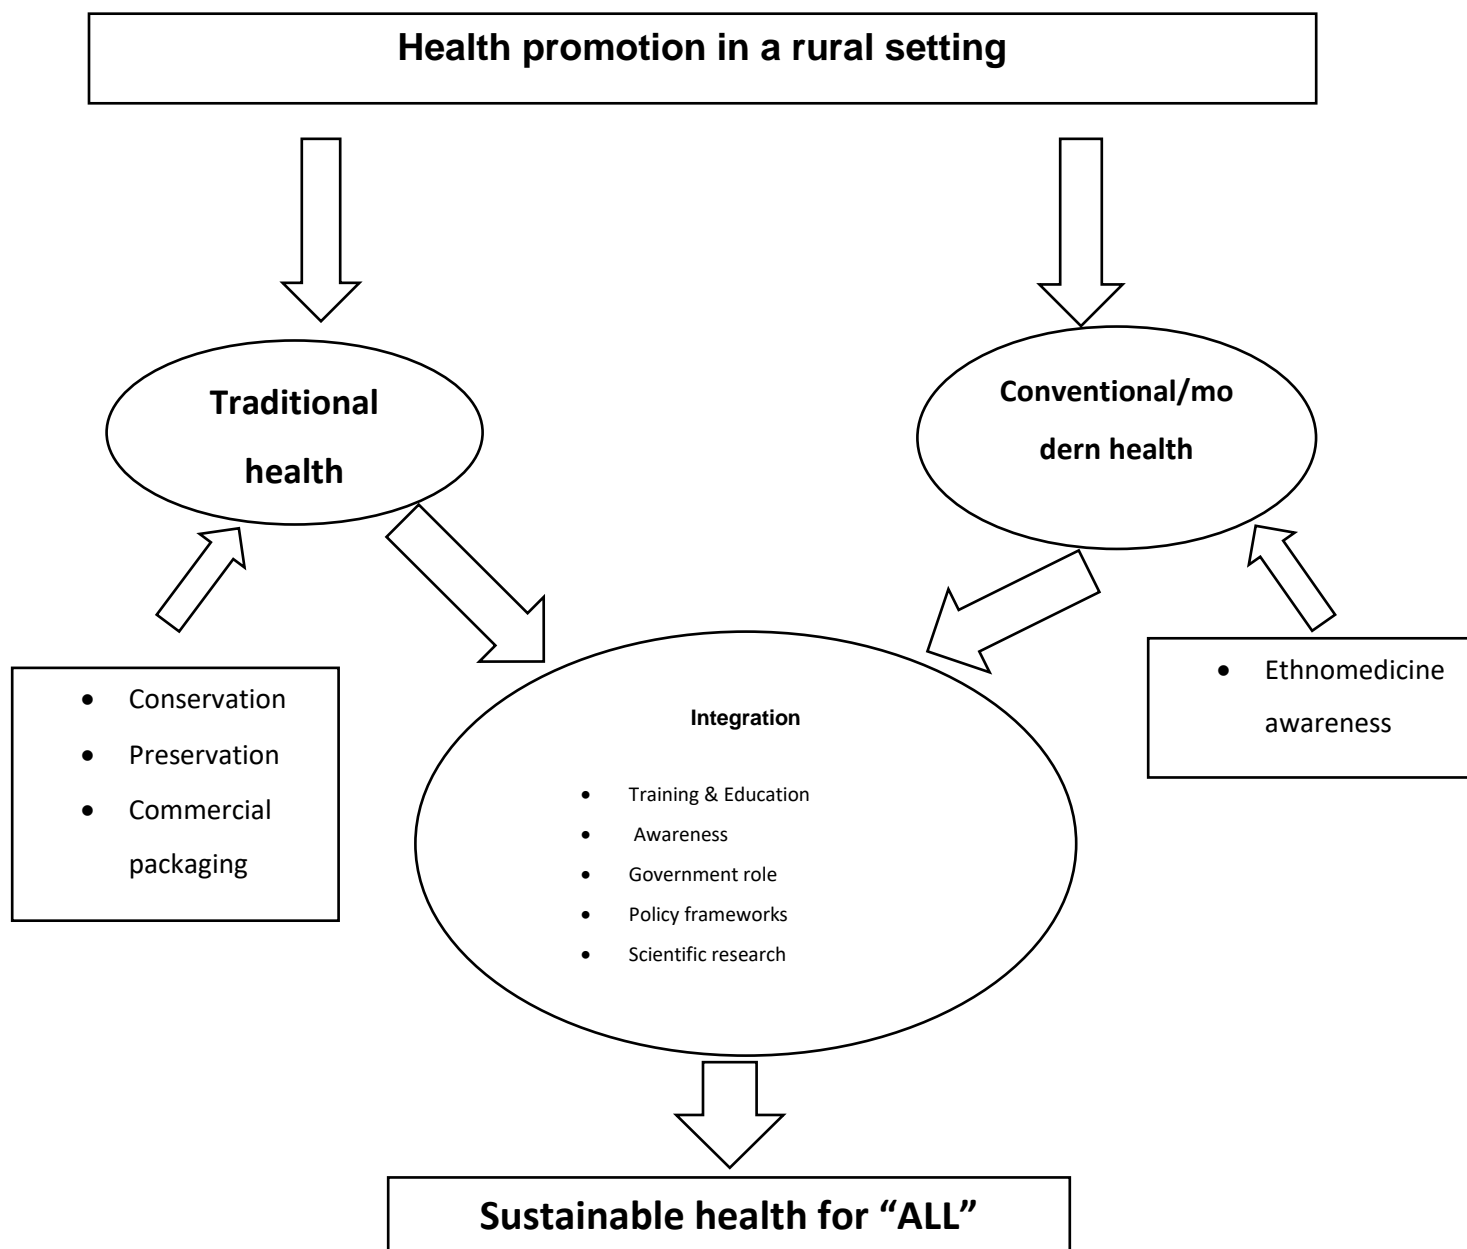 Health promotion in a rural setting
Traditional
health
Conventional/mo
dern health
• Conservation
• Preservation
• Commercial
packaging
• Ethnomedicine
awareness
Integration
• Training & Education
• Awareness
• Government role
• Policy frameworks
• Scientific research
Sustainable health for “ALL”